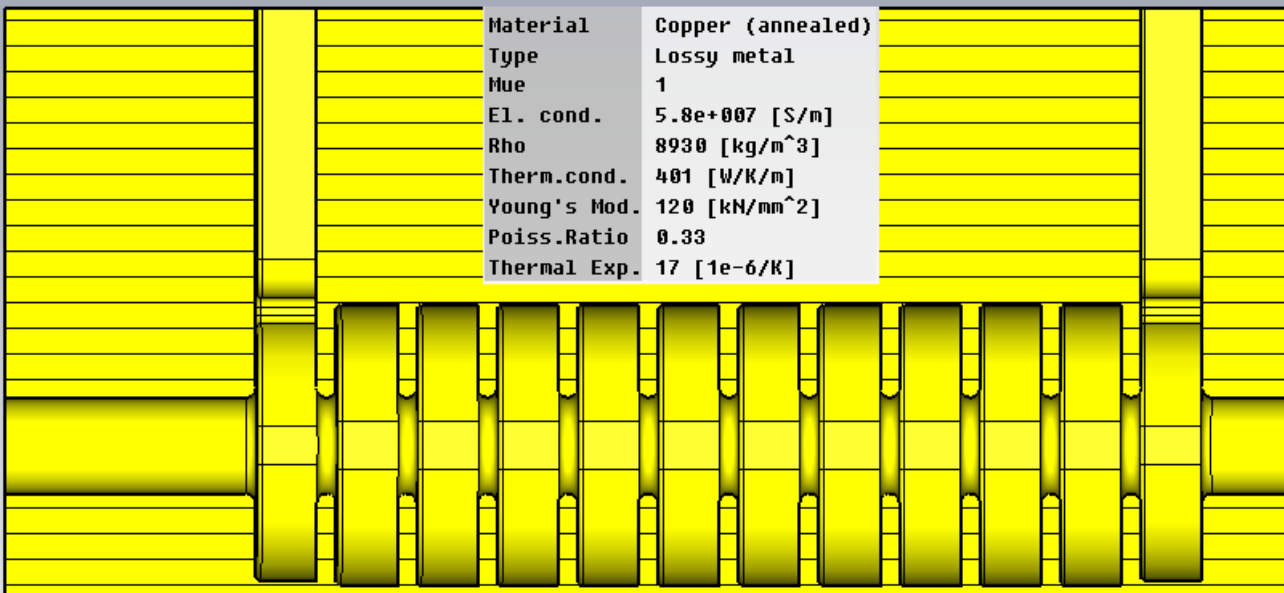 Material Copper (annealed)
Type Lossy metal
Mue 1
El. cond. 5.8e+007 [S/m]
Rho 8930 [kg/m^3]
Therm.cond. 401 [W/K/m]
Young's Mod. 120 [kN/mm^2]
Poiss.Ratio 0.33
Thermal Exp. 17 [1e-6/K]